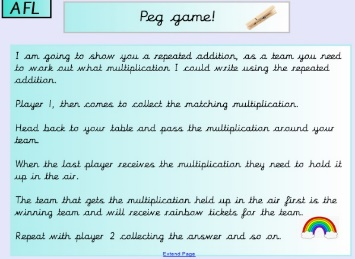 AFL
Peg game!
I am going to show you a repeated addition, as a team you need
to work out what multiplication I could write using the repeated
addition.
Player 1, then comes to collect the matching multiplication.
Head back to your table and pass the multiplication around your
team.
When the last player receives the multiplication they need to hold it
up in the air.
The team that gets the multiplication held up in the air first is the
winning team and will receive rainbow tickets for the team.
Repeat with player 2 collecting the answer and so on.
Extend Page